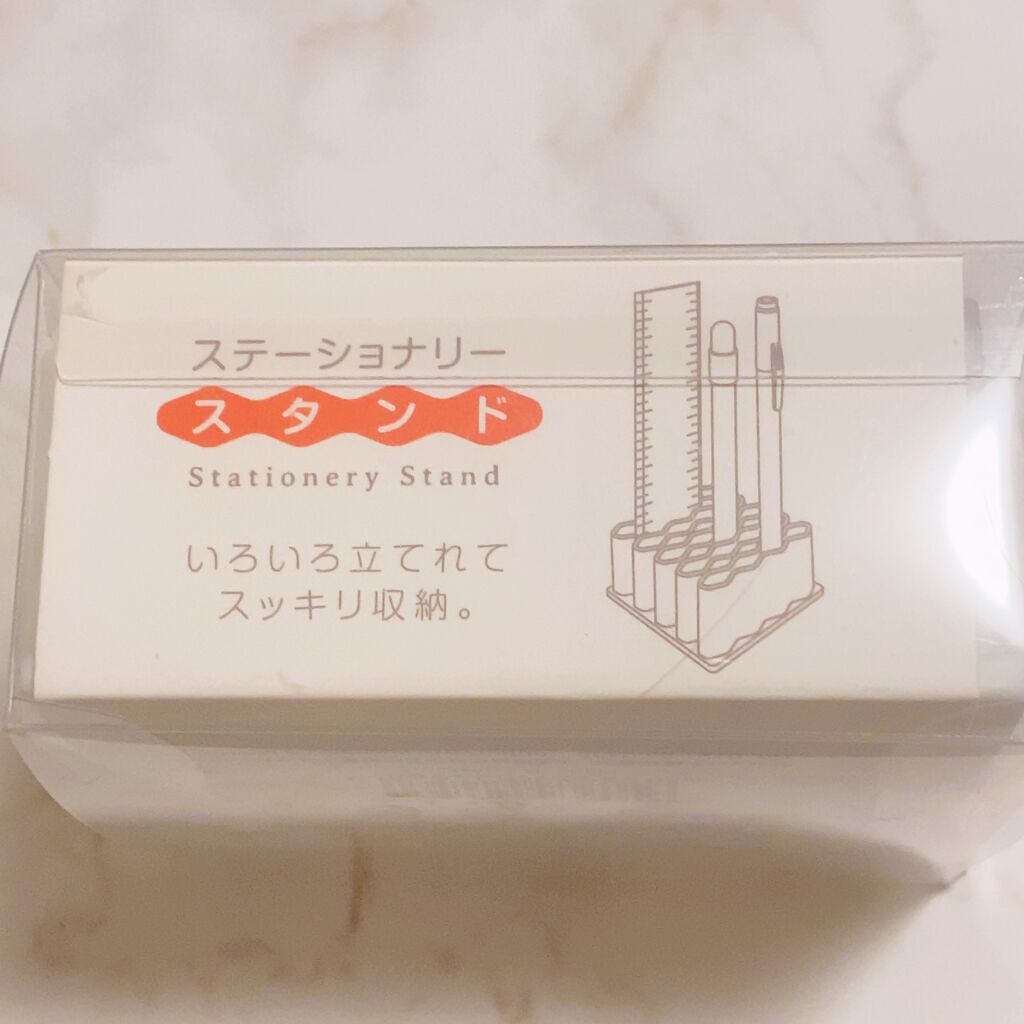 ステーショナリー
スタンド
Stationery Stand
いろいろ立てれて
スッキリ収納。